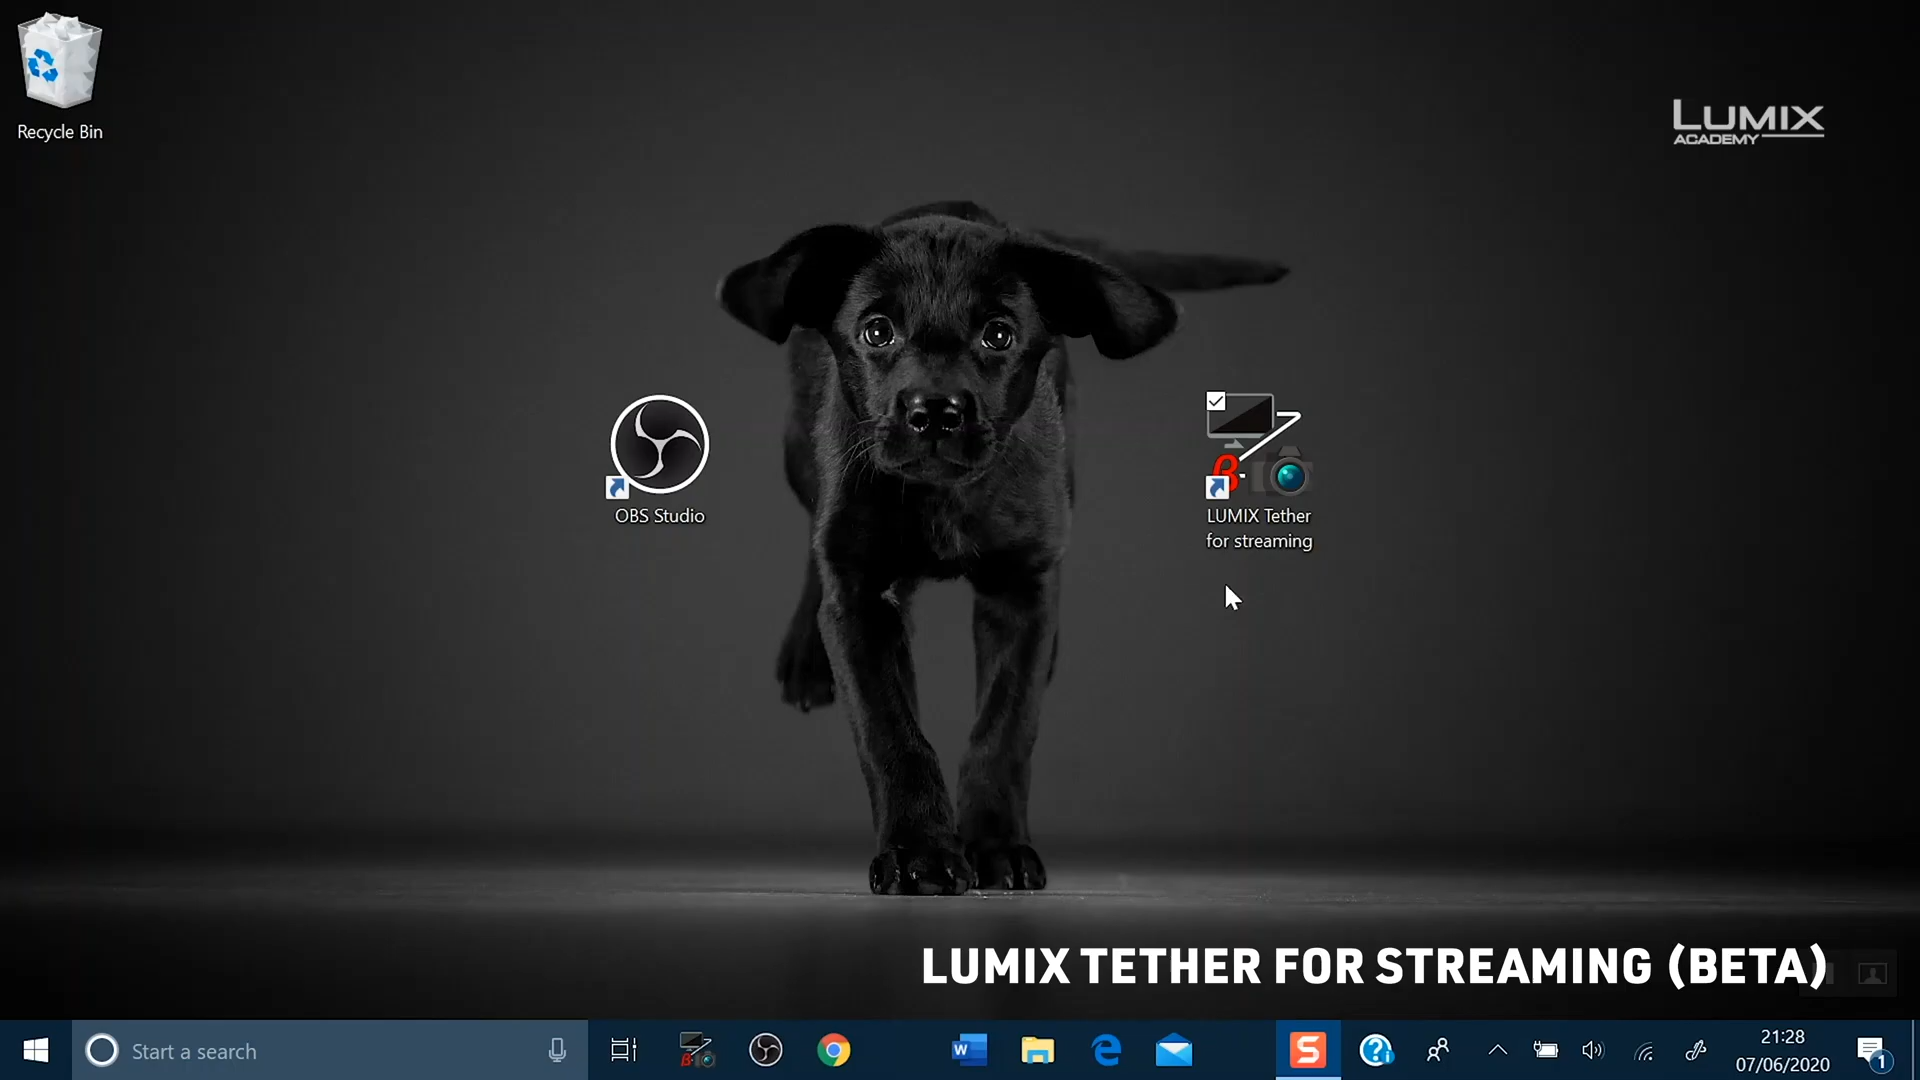 Recycle Bin
LUMIX
ACADEMY
OBS Studio
LUMIX Tether
for streaming
LUMIX TETHER FOR STREAMING (BETA)
Start a search
21:28
07/06/2020
1